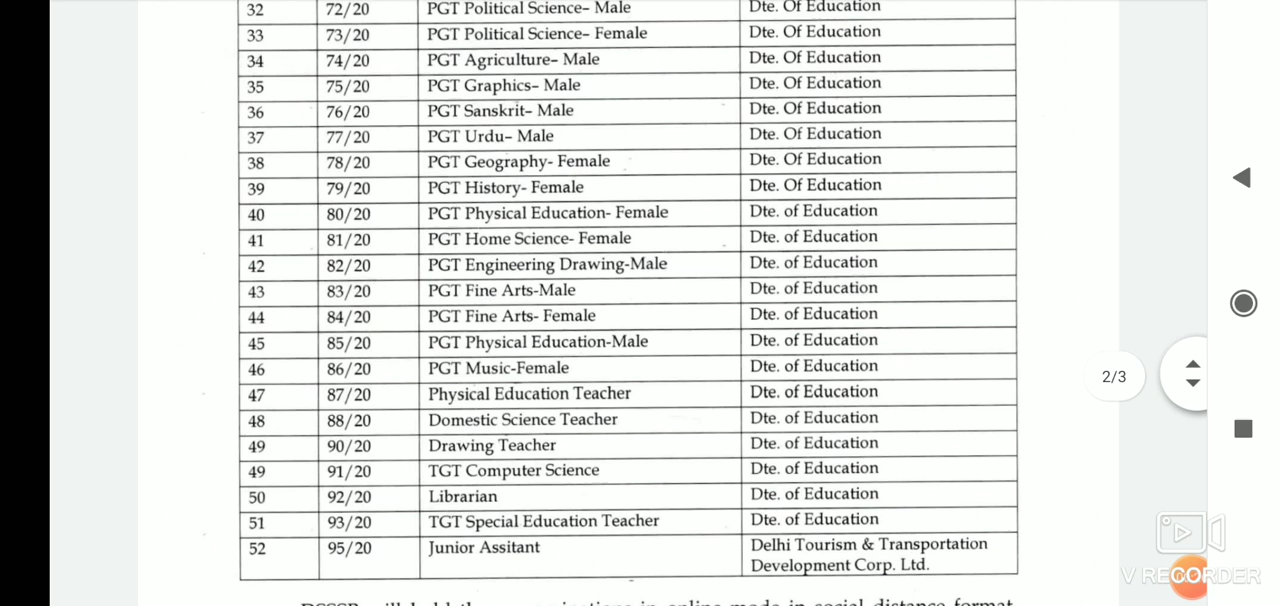 32 72/20 PGT Political Science– Male Dte. Of Education
33 73/20 PGT Political Science– Female Dte. Of Education
34 74/20 PGT Agriculture– Male Dte. Of Education
35 75/20 PGT Graphics– Male Dte. Of Education
36 76/20 PGT Sanskrit– Male Dte. Of Education
37 77/20 PGT Urdu– Male Dte. Of Education
38 78/20 PGT Geography- Female Dte. Of Education
39 79/20 PGT History- Female Dte. Of Education
40 80/20 PGT Physical Education- Female Dte. of Education
41 81/20 PGT Home Science- Female Dte. of Education
42 82/20 PGT Engineering Drawing-Male Dte. of Education
43 83/20 PGT Fine Arts-Male Dte. of Education
44 84/20 PGT Fine Arts- Female Dte. of Education
45 85/20 PGT Physical Education-Male Dte. of Education
46 86/20 PGT Music-Female Dte. of Education
47 87/20 Physical Education Teacher Dte. of Education
48 88/20 Domestic Science Teacher Dte. of Education
49 90/20 Drawing Teacher Dte. of Education
49 91/20 TGT Computer Science Dte. of Education
50 92/20 Librarian Dte. of Education
51 93/20 TGT Special Education Teacher Dte. of Education
52 95/20 Junior Assitant Delhi Tourism & Transportation
Development Corp. Ltd.
2/3
V RECORDER